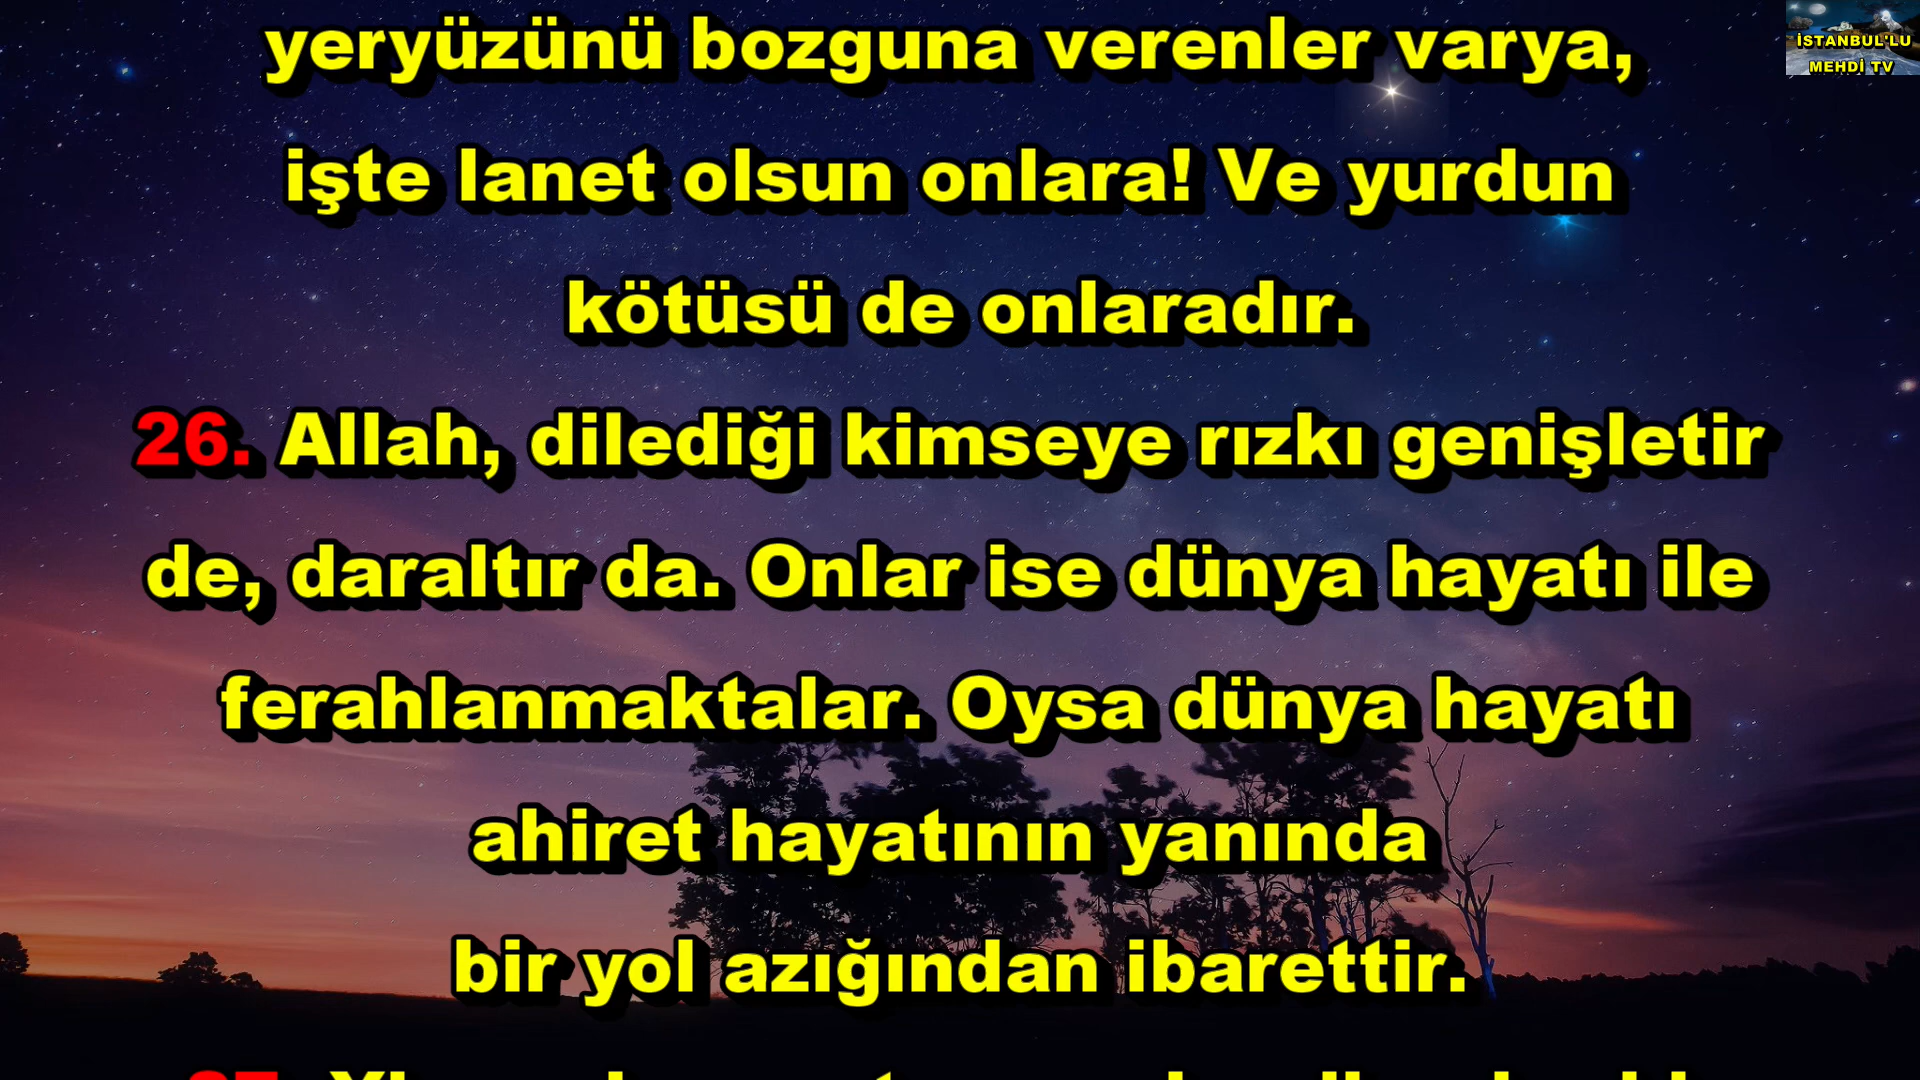 yeryüzünü bozguna verenler varya,
işte lanet olsun onlara! Ve yurdun
kötüsü de onlaradır.
26. Allah, dilediği kimseye rızkı genişletir
de, daraltır da. Onlar ise dünya hayatı ile
ferahlanmaktalar. Oysa dünya hayatı
ahiret hayatının yanında
bir yol azığından ibarettir.
İSTANBUL'LU
MEHDİ TV